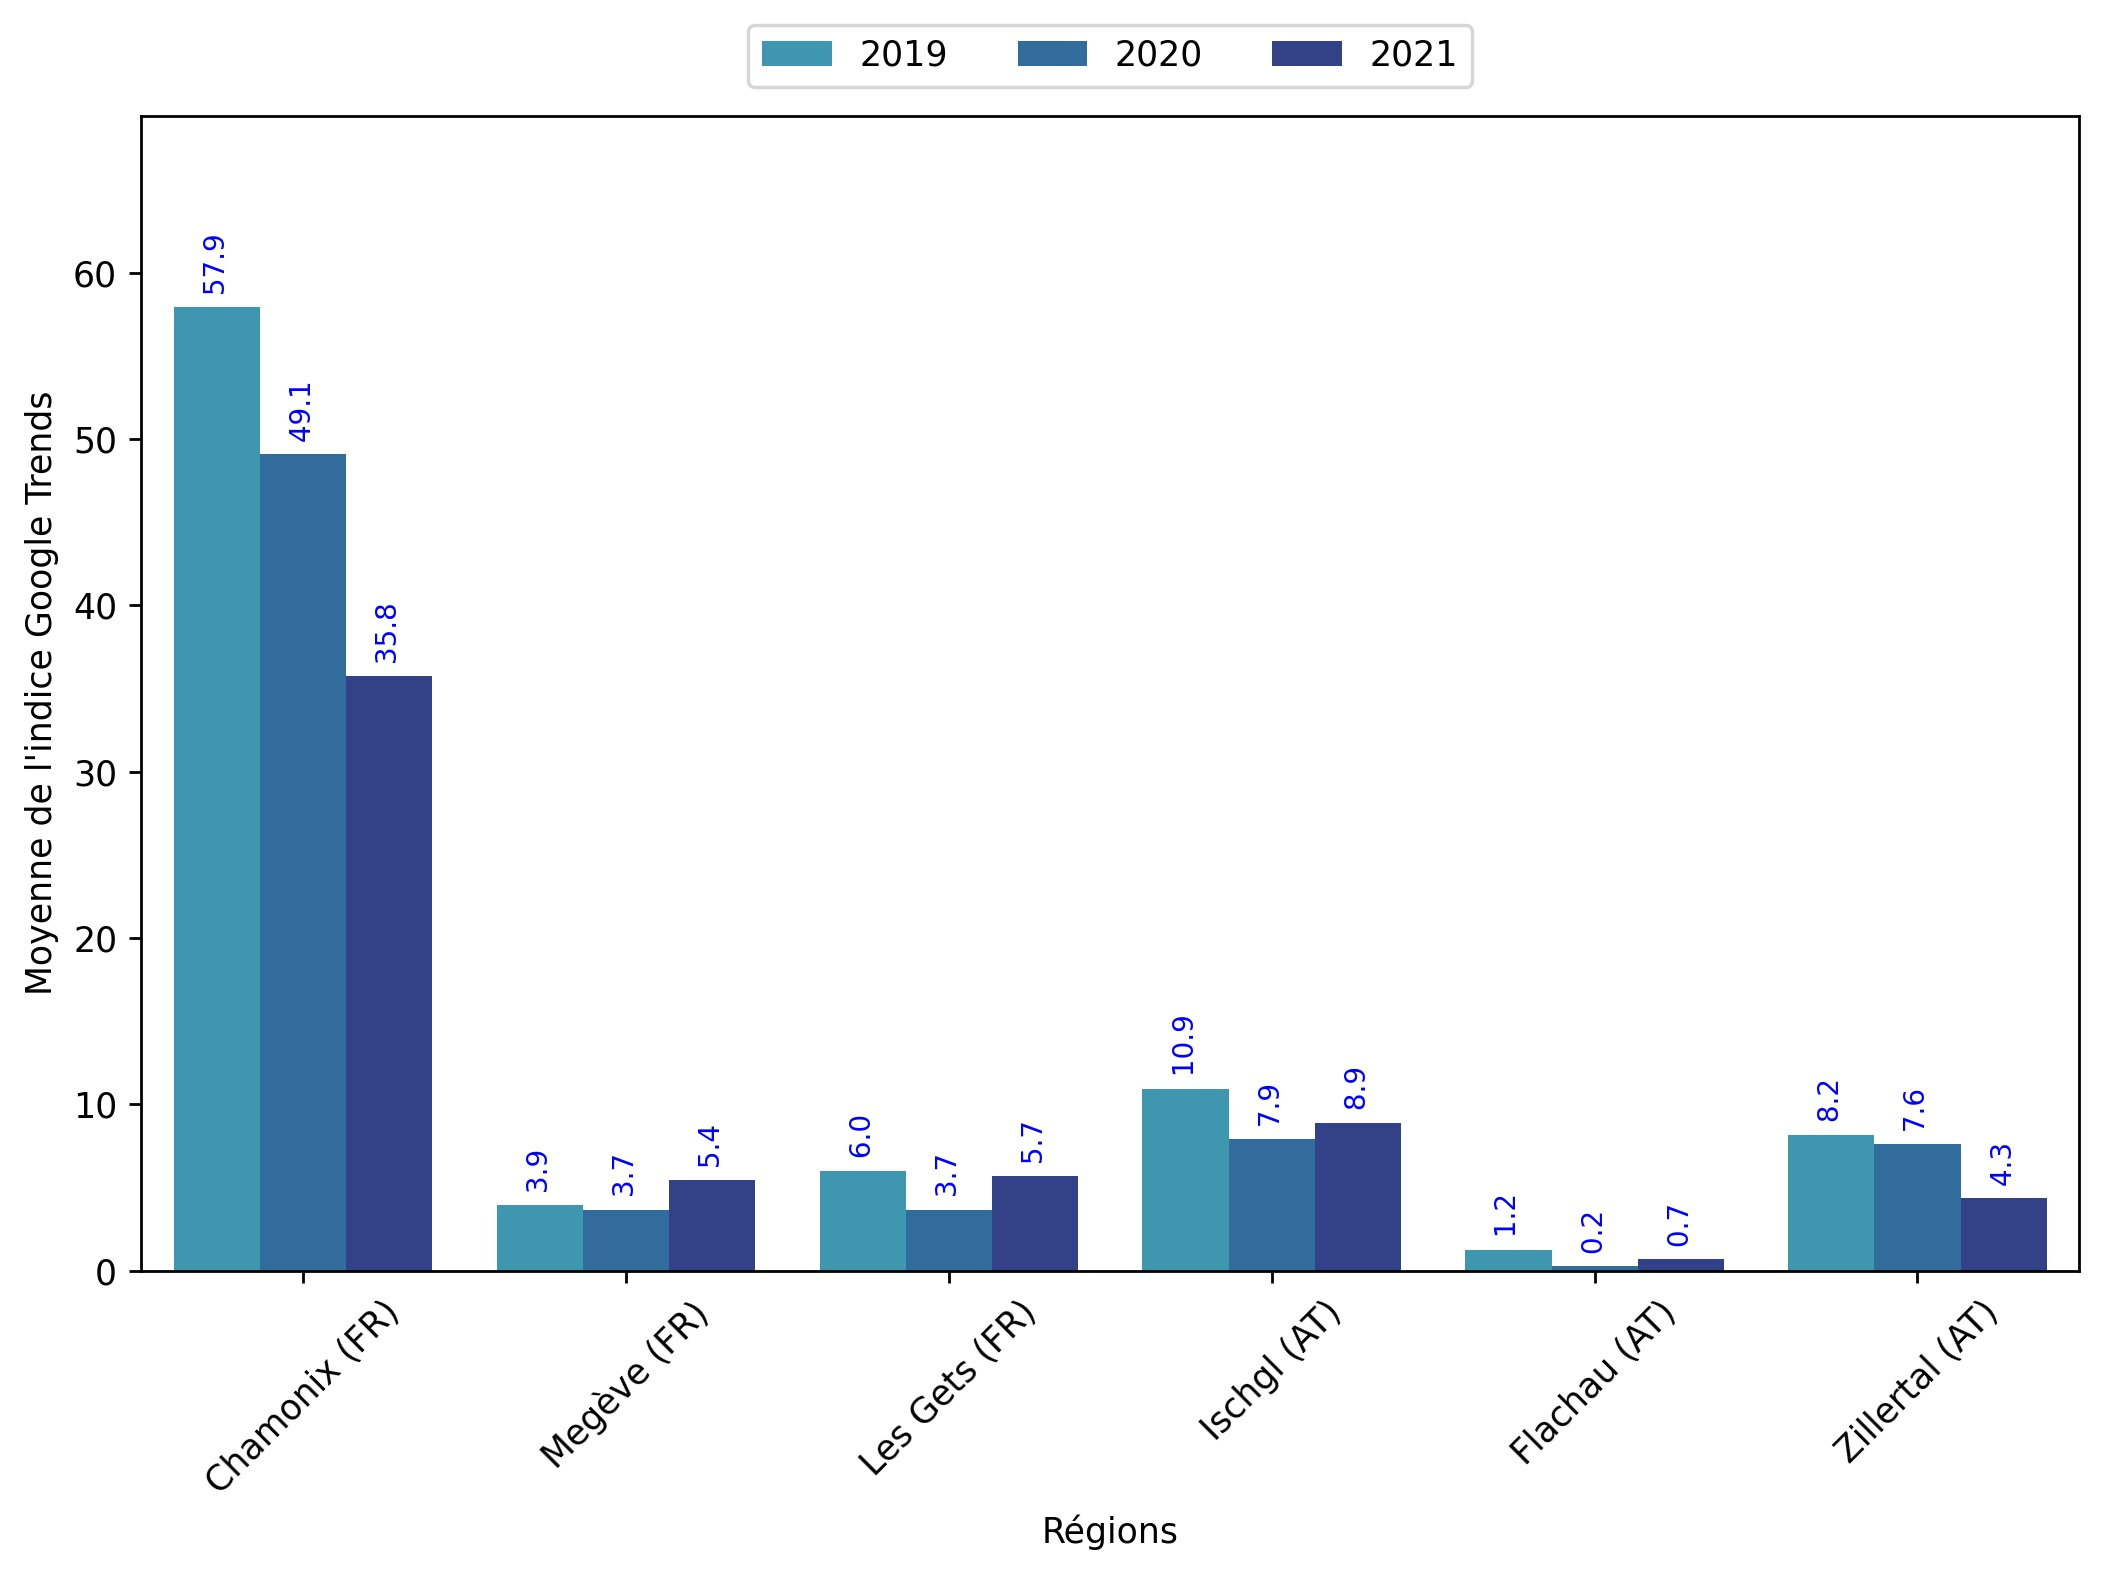 2019 2020 2021
Moyenne de l'indice Google Trends
60
50
40
30
20
10
0
57.9
49.1
35.8
3.9
3.7
5.4
6.0
3.7
5.7
10.9
7.9
8.9
1.2
0.2
0.7
8.2
7.6
4.3
Chamonix (FR)
Megève (FR)
Les Gets (FR)
Ischgl (AT)
Flachau (AT)
Zillertal (AT)
Régions